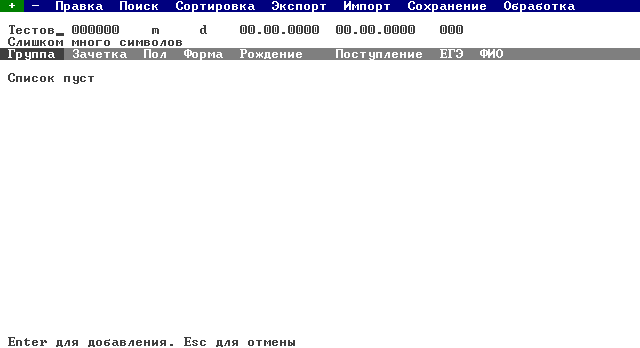 + − Правка Поиск Сортировка Экспорт Импорт Сохранение Обработка
Тестов_ 000000 m d 00.00.0000 00.00.0000 000
Слишком много символов
Группа Зачетка Пол Форма Рождение Поступление ЕГЭ ФИО
Список пуст
Enter для добавления. Esc для отмены